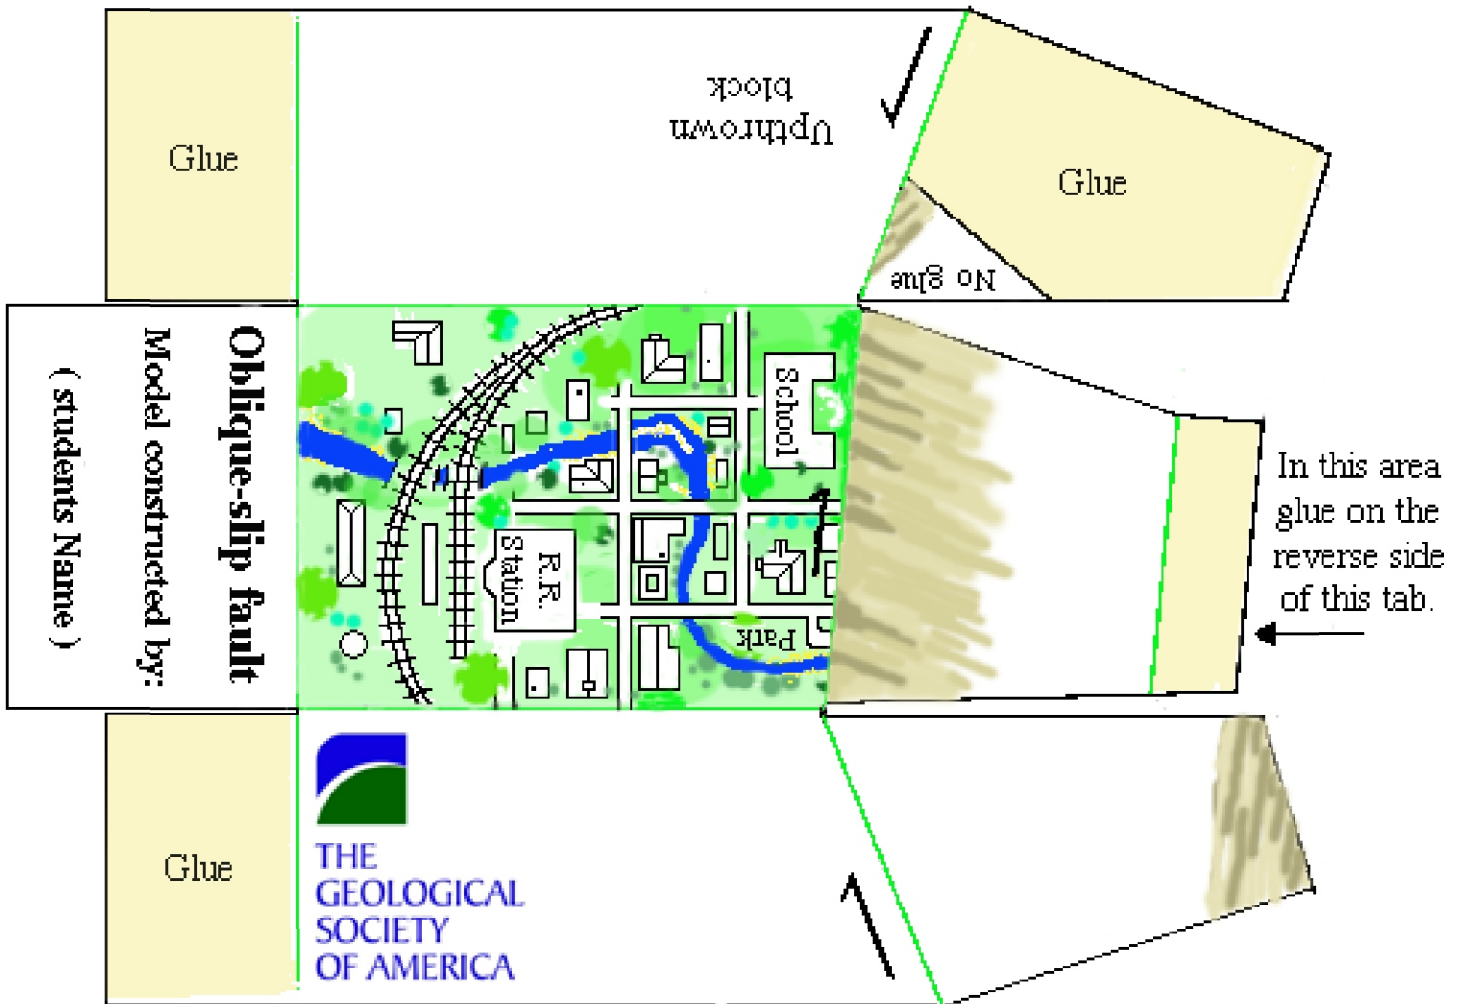 Upthrown
block
Glue
Glue
No glue
Oblique-slip fault
Model constructed by:
( students Name )
School
R.R.
Station
Park
In this area
glue on the
reverse side
of this tab.
Glue
THE
GEOLOGICAL
SOCIETY
OF AMERICA